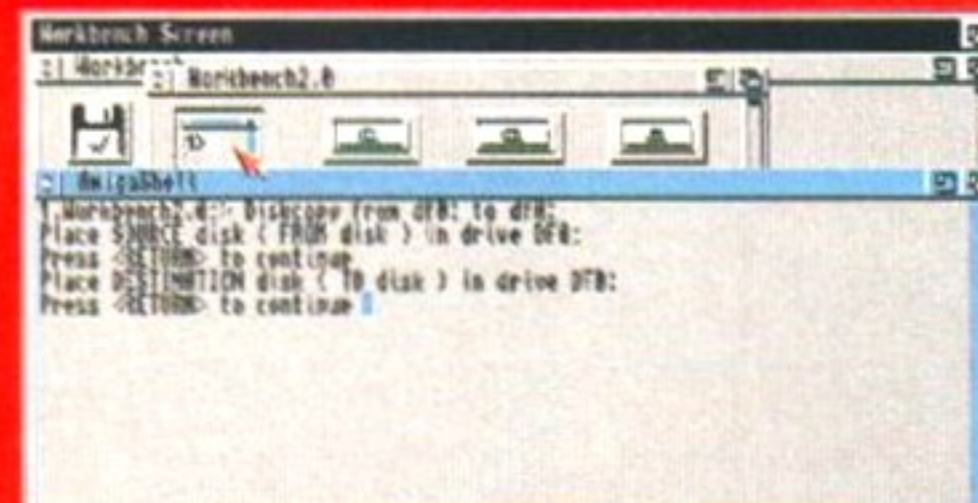 Workbench Screen
Workbench
Workbench2.0
AmigaShell
1.Workbench2.0:> Diskcopy from df0: to df0:
Place SOURCE disk ( FROM disk ) in drive DF0:
Press <RETURN> to continue
Place DESTINATION disk ( TO disk ) in drive DF0:
Press <RETURN> to continue